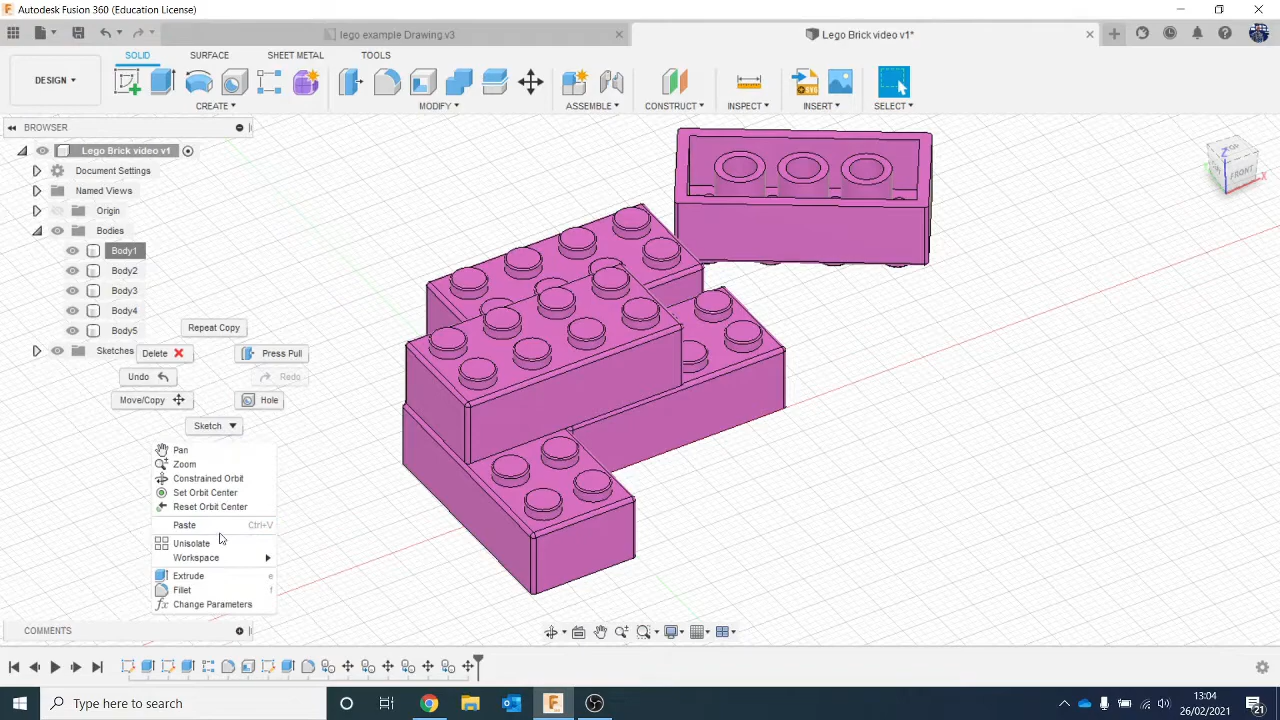 Autodesk Fusion 360 (Education License)
lego example Drawing.v3
Lego Brick video v1*
SOLID
SURFACE
SHEET METAL
TOOLS
DESIGN
CREATE
MODIFY
ASSEMBLE
CONSTRUCT
INSPECT
INSERT
SELECT
BROWSER
Lego Brick video v1
Document Settings
Named Views
Origin
Bodies
Body1
Body2
Body3
Body4
Body5
Sketches
Repeat Copy
Delete
Press Pull
Undo
Redo
Move/Copy
Hole
Sketch
Pan
Zoom
Constrained Orbit
Set Orbit Center
Reset Orbit Center
Paste Ctrl+V
Unisolate
Workspace
Extrude e
Fillet f
fx Change Parameters
Z
X
FRONT
COMMENTS
Type here to search
13:04
26/02/2021
21